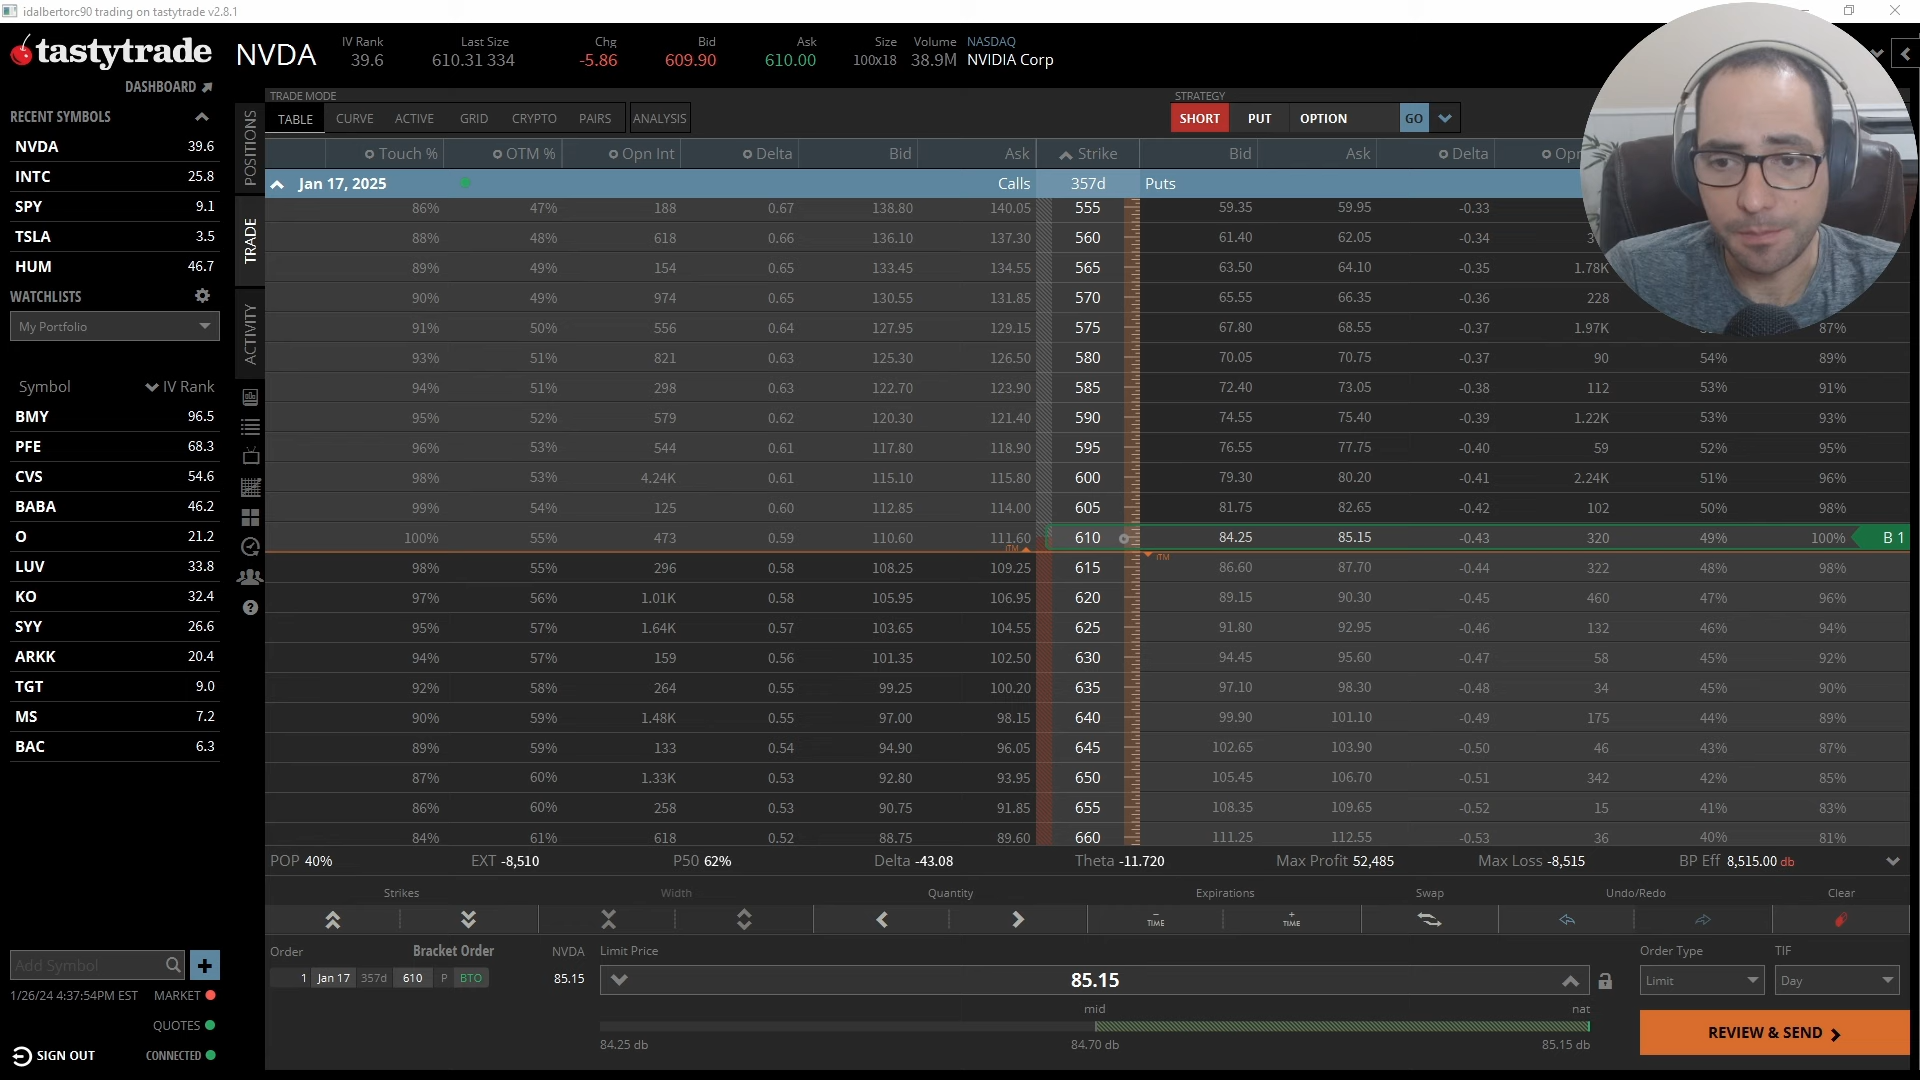 idalbertorc90 trading on tastytrade v2.8.1
tastytrade
DASHBOARD
NVDA
IV Rank Last Size Chg Bid Ask Size Volume NASDAQ
39.6 610.31 334 -5.86 609.90 610.00 100x18 38.9M NVIDIA Corp
RECENT SYMBOLS
NVDA 39.6
INTC 25.8
SPY 9.1
TSLA 3.5
HUM 46.7
WATCHLISTS
My Portfolio
Symbol IV Rank
BMY 96.5
PFE 68.3
CVS 54.6
BABA 46.2
O 21.2
LUV 33.8
KO 32.4
SYY 26.6
ARKK 20.4
TGT 9.0
MS 7.2
BAC 6.3
Add Symbol
1/26/24 4:37:54PM EST MARKET
QUOTES
SIGN OUT CONNECTED
POSITIONS
TRADE
ACTIVITY
TRADE MODE STRATEGY
TABLE CURVE ACTIVE GRID CRYPTO PAIRS ANALYSIS SHORT PUT OPTION GO
Touch % OTM % Opn Int Delta Bid Ask Strike Bid Ask Delta
Jan 17, 2025 Calls 357d Puts
86% 47% 188 0.67 138.80 140.05 555 59.35 59.95 -0.33
88% 48% 618 0.66 136.10 137.30 560 61.40 62.05 -0.34
89% 49% 154 0.65 133.45 134.55 565 63.50 64.10 -0.35 1.78K
90% 49% 974 0.65 130.55 131.85 570 65.55 66.35 -0.36 228
91% 50% 556 0.64 127.95 129.15 575 67.80 68.55 -0.37 1.97K 87%
93% 51% 821 0.63 125.30 126.50 580 70.05 70.75 -0.37 90 54% 89%
94% 51% 298 0.63 122.70 123.90 585 72.40 73.05 -0.38 112 53% 91%
95% 52% 579 0.62 120.30 121.40 590 74.55 75.40 -0.39 1.22K 53% 93%
96% 53% 544 0.61 117.80 118.90 595 76.55 77.75 -0.40 59 52% 95%
98% 53% 4.24K 0.61 115.10 115.80 600 79.30 80.20 -0.41 2.24K 51% 96%
99% 54% 125 0.60 112.85 114.00 605 81.75 82.65 -0.42 102 50% 98%
100% 55% 473 0.59 110.60 111.60 610 84.25 85.15 -0.43 320 49% 100% B 1
ITM ITM
98% 55% 296 0.58 108.25 109.25 615 86.60 87.70 -0.44 322 48% 98%
97% 56% 1.01K 0.58 105.95 106.95 620 89.15 90.30 -0.45 460 47% 96%
95% 57% 1.64K 0.57 103.65 104.55 625 91.80 92.95 -0.46 132 46% 94%
94% 57% 159 0.56 101.35 102.50 630 94.45 95.60 -0.47 58 45% 92%
92% 58% 264 0.55 99.25 100.20 635 97.10 98.30 -0.48 34 45% 90%
90% 59% 1.48K 0.55 97.00 98.15 640 99.90 101.10 -0.49 175 44% 89%
89% 59% 133 0.54 94.90 96.05 645 102.65 103.90 -0.50 46 43% 87%
87% 60% 1.33K 0.53 92.80 93.95 650 105.45 106.70 -0.51 342 42% 85%
86% 60% 258 0.53 90.75 91.85 655 108.35 109.65 -0.52 15 41% 83%
84% 61% 618 0.52 88.75 89.60 660 111.25 112.55 -0.53 36 40% 81%
POP 40% EXT -8,510 P50 62% Delta -43.08 Theta -11.720 Max Profit 52,485 Max Loss -8,515 BP Eff 8,515.00 db
Strikes Width Quantity Expirations Swap Undo/Redo Clear
TIME TIME
Order Bracket Order NVDA Limit Price Order Type TIF
1 Jan 17 357d 610 P BTO 85.15 85.15 Limit Day
mid nat
84.25 db 84.70 db 85.15 db
REVIEW & SEND